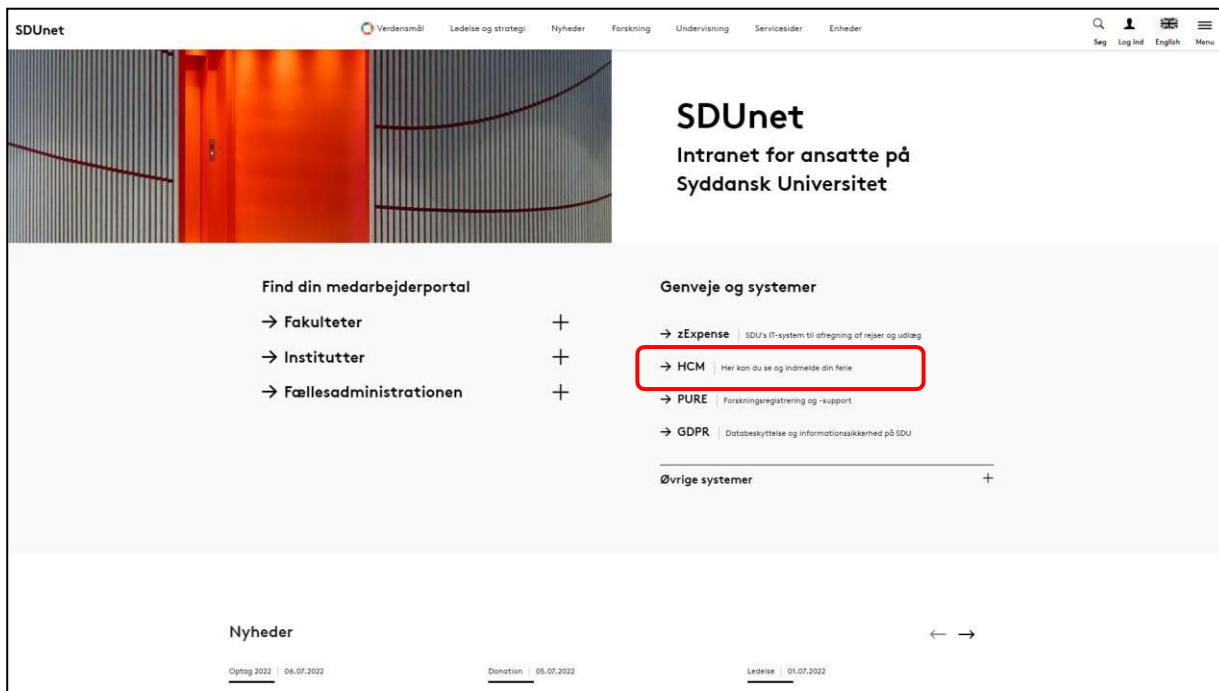 SDUnet
Verdensmål Ledelse og strategi Nyheder Forskning Undervisning Servicesider Enheder
Søg Log ind English Menu
SDUnet
Intranet for ansatte på
Syddansk Universitet
Find din medarbejderportal
→ Fakulteter +
→ Institutter +
→ Fællesadministrationen +
Genveje og systemer
→ zExpense | SDU's IT-system til afregning af rejser og udlæg
→ HCM | Her kan du se og indmelde din ferie
→ PURE | Forskningsregistrering og -support
→ GDPR | Databeskyttelse og informationssikkerhed på SDU
Øvrige systemer +
Nyheder ← →
Optag 2022 | 06.07.2022
Donation | 05.07.2022
Ledelse | 01.07.2022